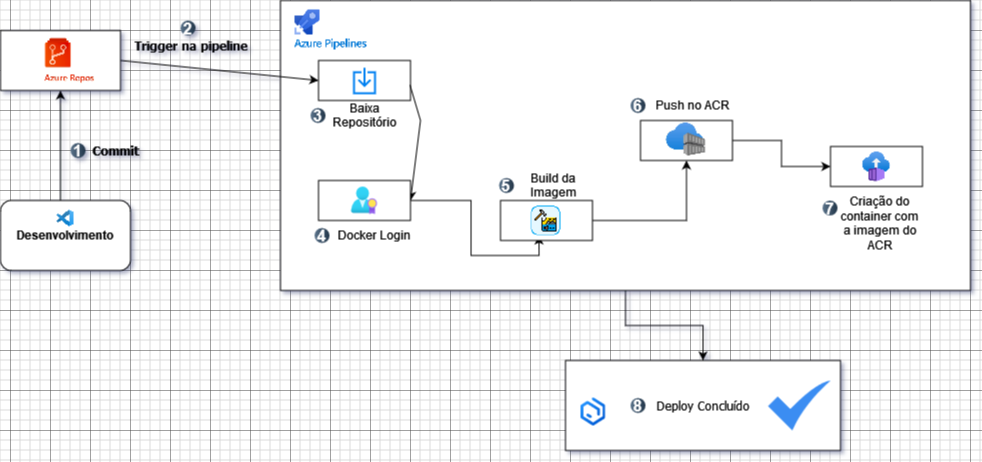 2
Trigger na pipeline
Azure Repos
1 Commit
Desenvolvimento
Azure Pipelines
3 Baixa
Repositório
4 Docker Login
5 Build da
Imagem
6 Push no ACR
7 Criação do
container com
a imagem do
ACR
8 Deploy Concluído